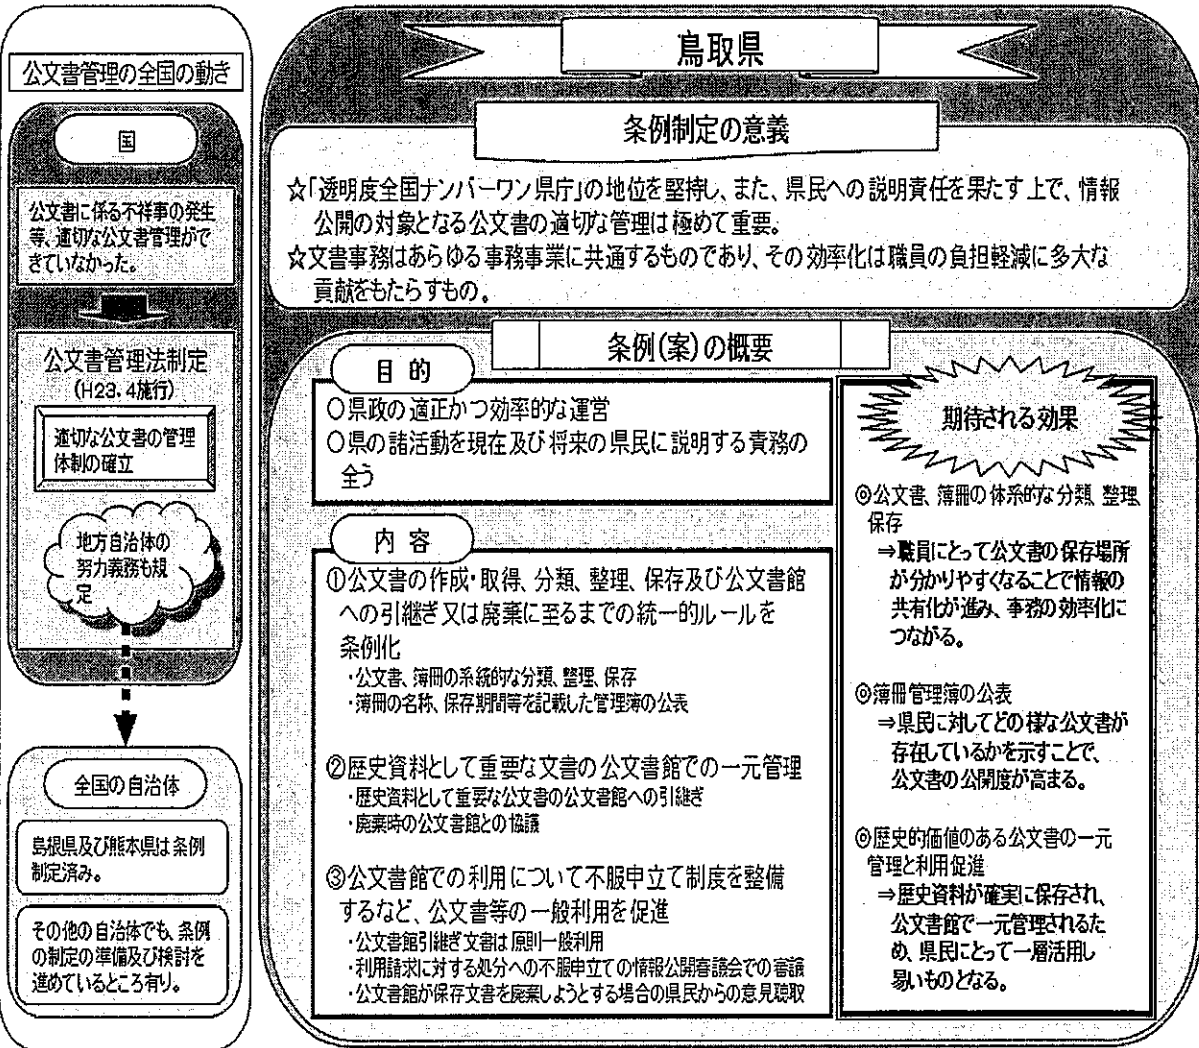 公文書管理の全国の動き
国
公文書に係る不祥事の発生
等、適切な公文書管理がで
きていなかった。
公文書管理法制定
(H23.4施行)
適切な公文書の管理
体制の確立
地方自治体の
努力義務も規
定
全国の自治体
島根県及び熊本県は条例
制定済み。
その他の自治体でも、条例
の制定の準備及び検討を
進めているところ有り。
鳥取県
条例制定の意義
☆「透明度全国ナンバーワン県庁」の地位を堅持し、また、県民への説明責任を果たす上で、情報
公開の対象となる公文書の適切な管理は極めて重要。
☆文書事務はあらゆる事務事業に共通するものであり、その効率化は職員の負担軽減に多大な
貢献をもたらすもの。
条例(案)の概要
目的
○県政の適正かつ効率的な運営
○県の諸活動を現在及び将来の県民に説明する責務の
全う
内容
①公文書の作成・取得、分類、整理、保存及び公文書館
への引継ぎ又は廃棄に至るまでの統一的ルールを
条例化
・公文書、簿冊の系統的な分類、整理、保存
・簿冊の名称、保存期間等を記載した管理簿の公表
②歴史資料として重要な文書の公文書館での一元管理
・歴史資料として重要な公文書の公文書館への引継ぎ
・廃棄時の公文書館との協議
③公文書館での利用について不服申立て制度を整備
するなど、公文書等の一般利用を促進
・公文書館引継ぎ文書は原則一般利用
・利用請求に対する処分への不服申立ての情報公開審議会での審議
・公文書館が保存文書を廃棄しようとする場合の県民からの意見聴取
期待される効果
◎公文書、簿冊の体系的な分類、整理、
保存
⇒職員にとって公文書の保存場所
が分かりやすくなることで情報の
共有化が進み、事務の効率化に
つながる。
◎簿冊管理簿の公表
⇒県民に対してどの様な公文書が
存在しているかを示すことで、
公文書の公開度が高まる。
◎歴史的価値のある公文書の一元
管理と利用促進
⇒歴史資料が確実に保存され、
公文書館で一元管理されるた
め、県民にとって一層活用し
易いものとなる。